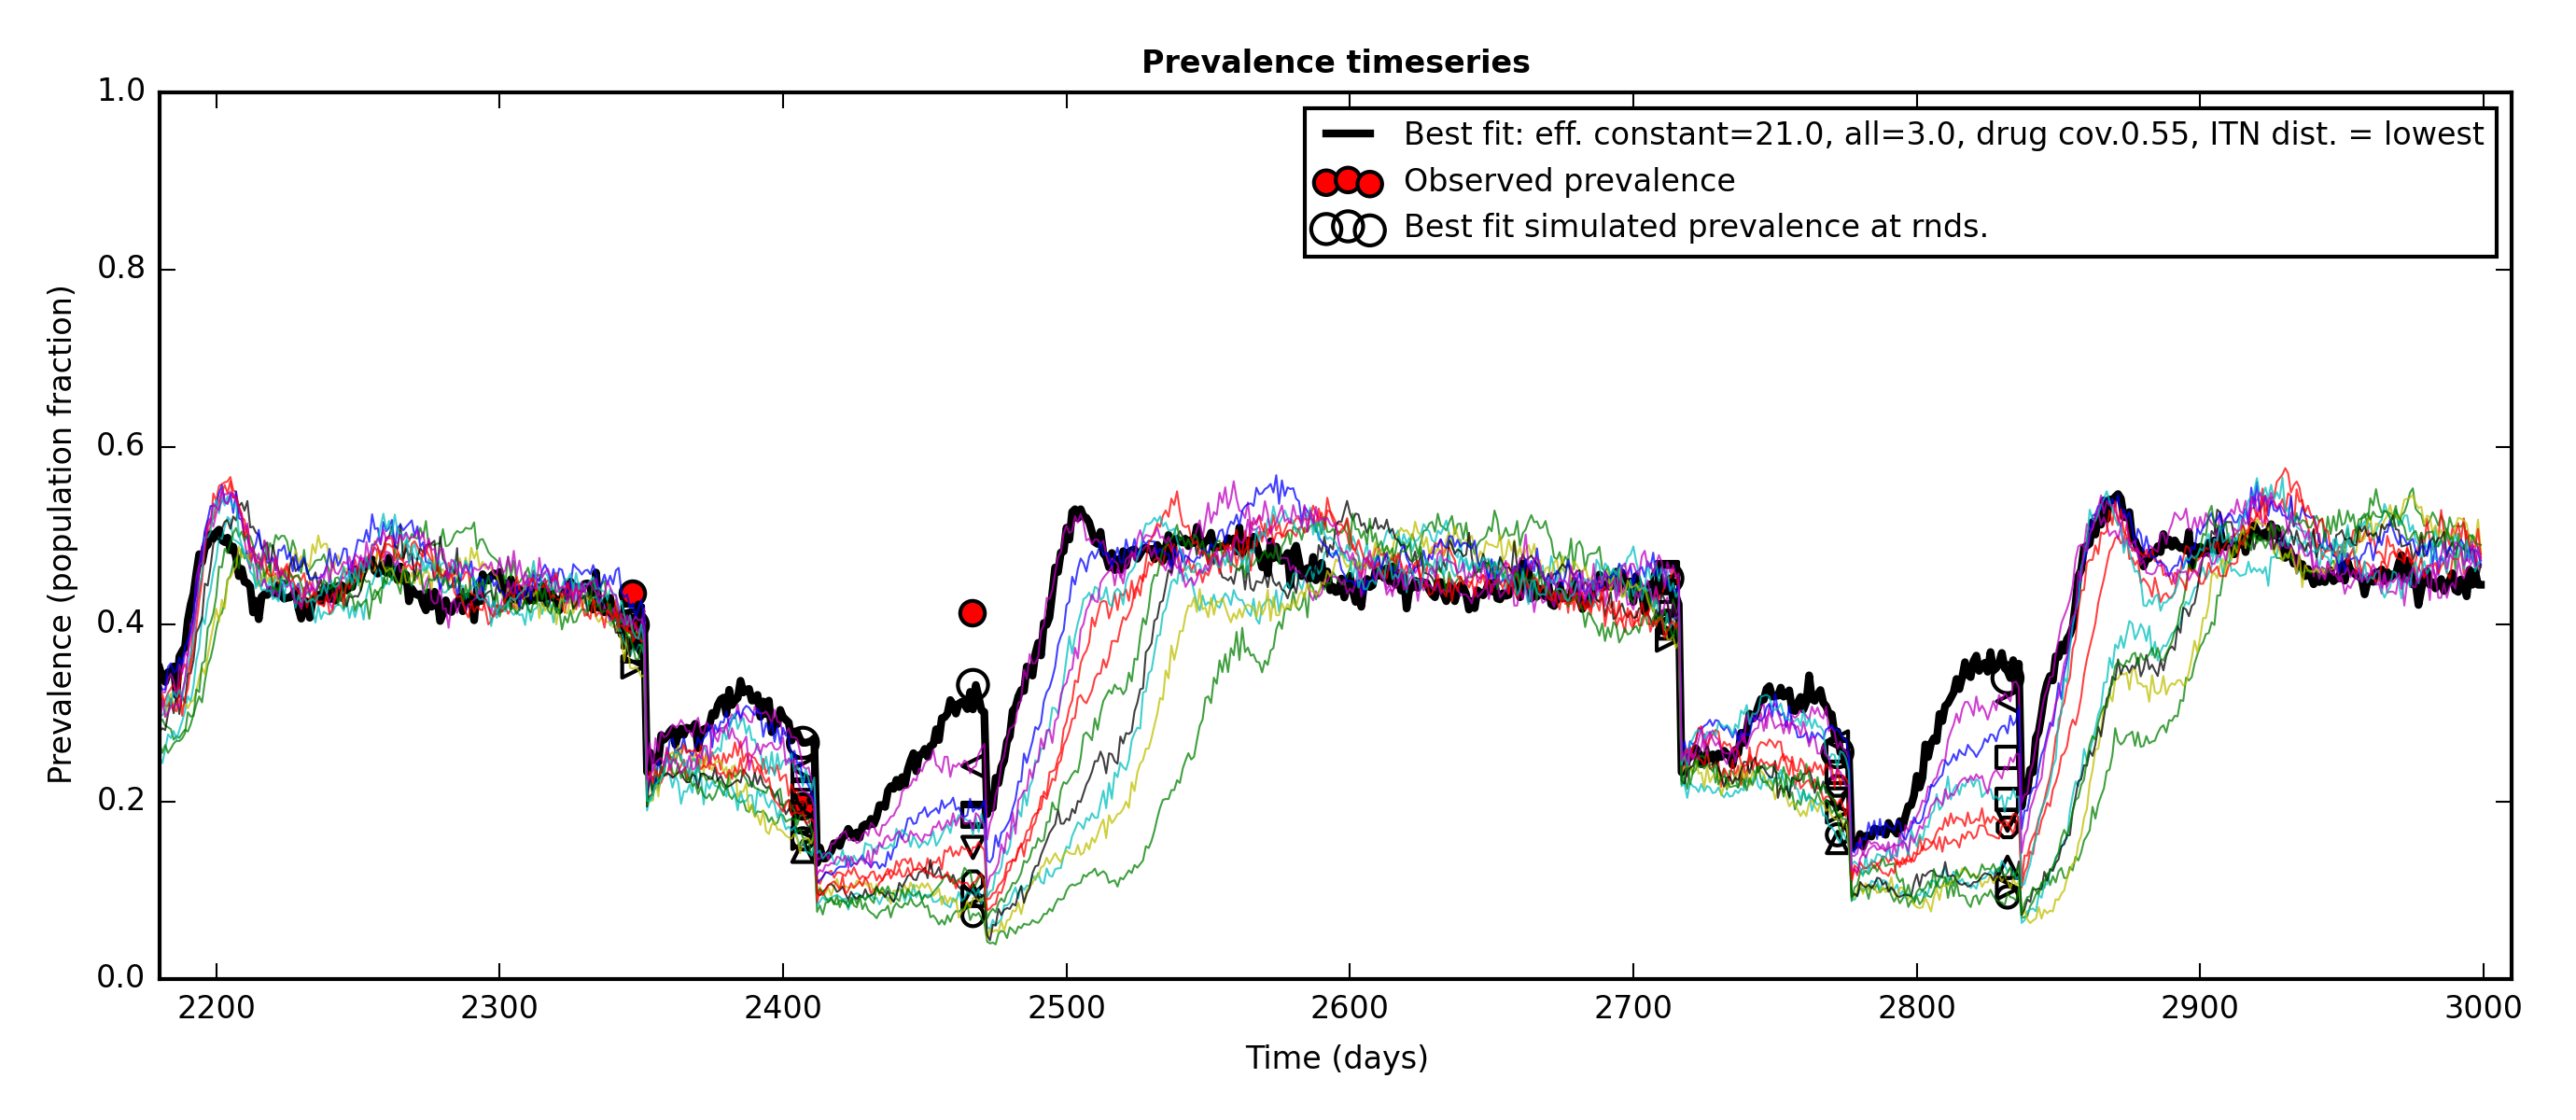 Prevalence timeseries
1.0
0.8
0.6
0.4
0.2
0.0
Prevalence (population fraction)
Best fit: eff. constant=21.0, all=3.0, drug cov.0.55, ITN dist. = lowest
Observed prevalence
Best fit simulated prevalence at rnds.
2200 2300 2400 2500 2600 2700 2800 2900 3000
Time (days)